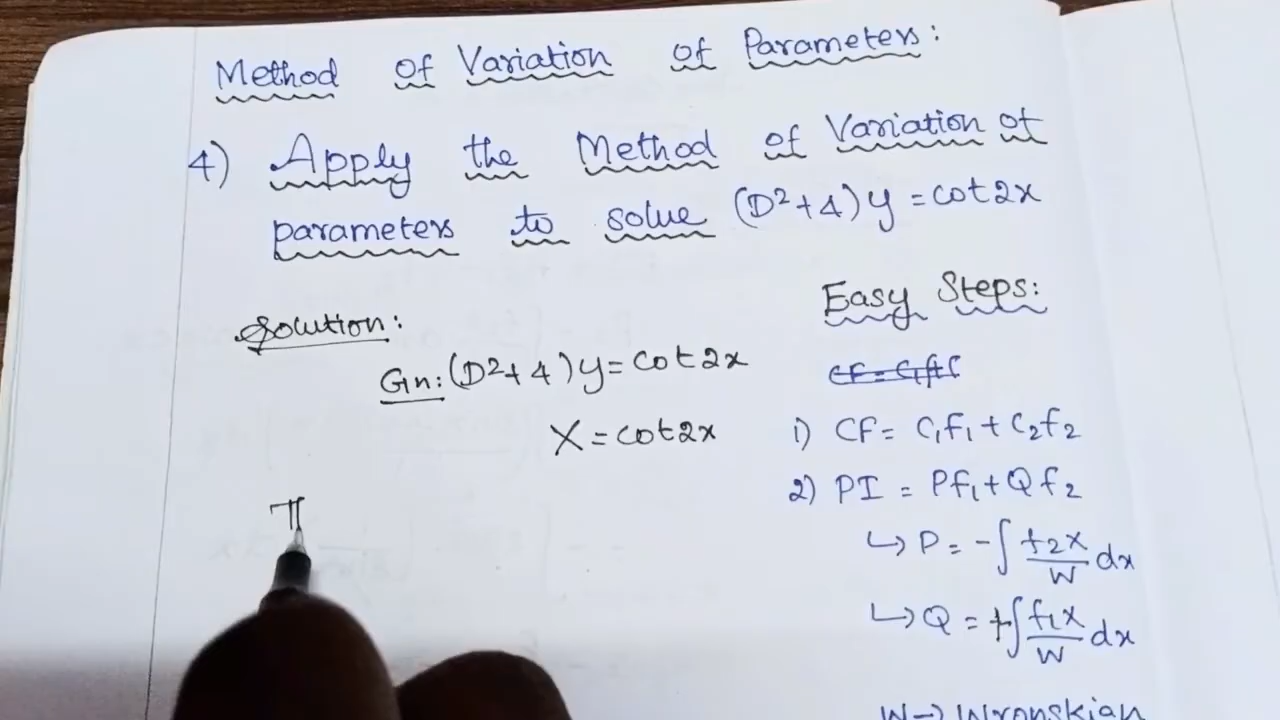 Method of Variation of Parameters:
4) Apply the Method of Variation of
parameters to solve (D²+4)y = cot2x
Solution:
Gn: (D²+4)y = cot2x
X = cot2x
Easy Steps:
1) CF = C₁f₁ + C₂f₂
2) PI = Pf₁ + Qf₂
↳ P = -∫ f₂X/W dx
↳ Q = +∫ f₁X/W dx
W → Wronskian